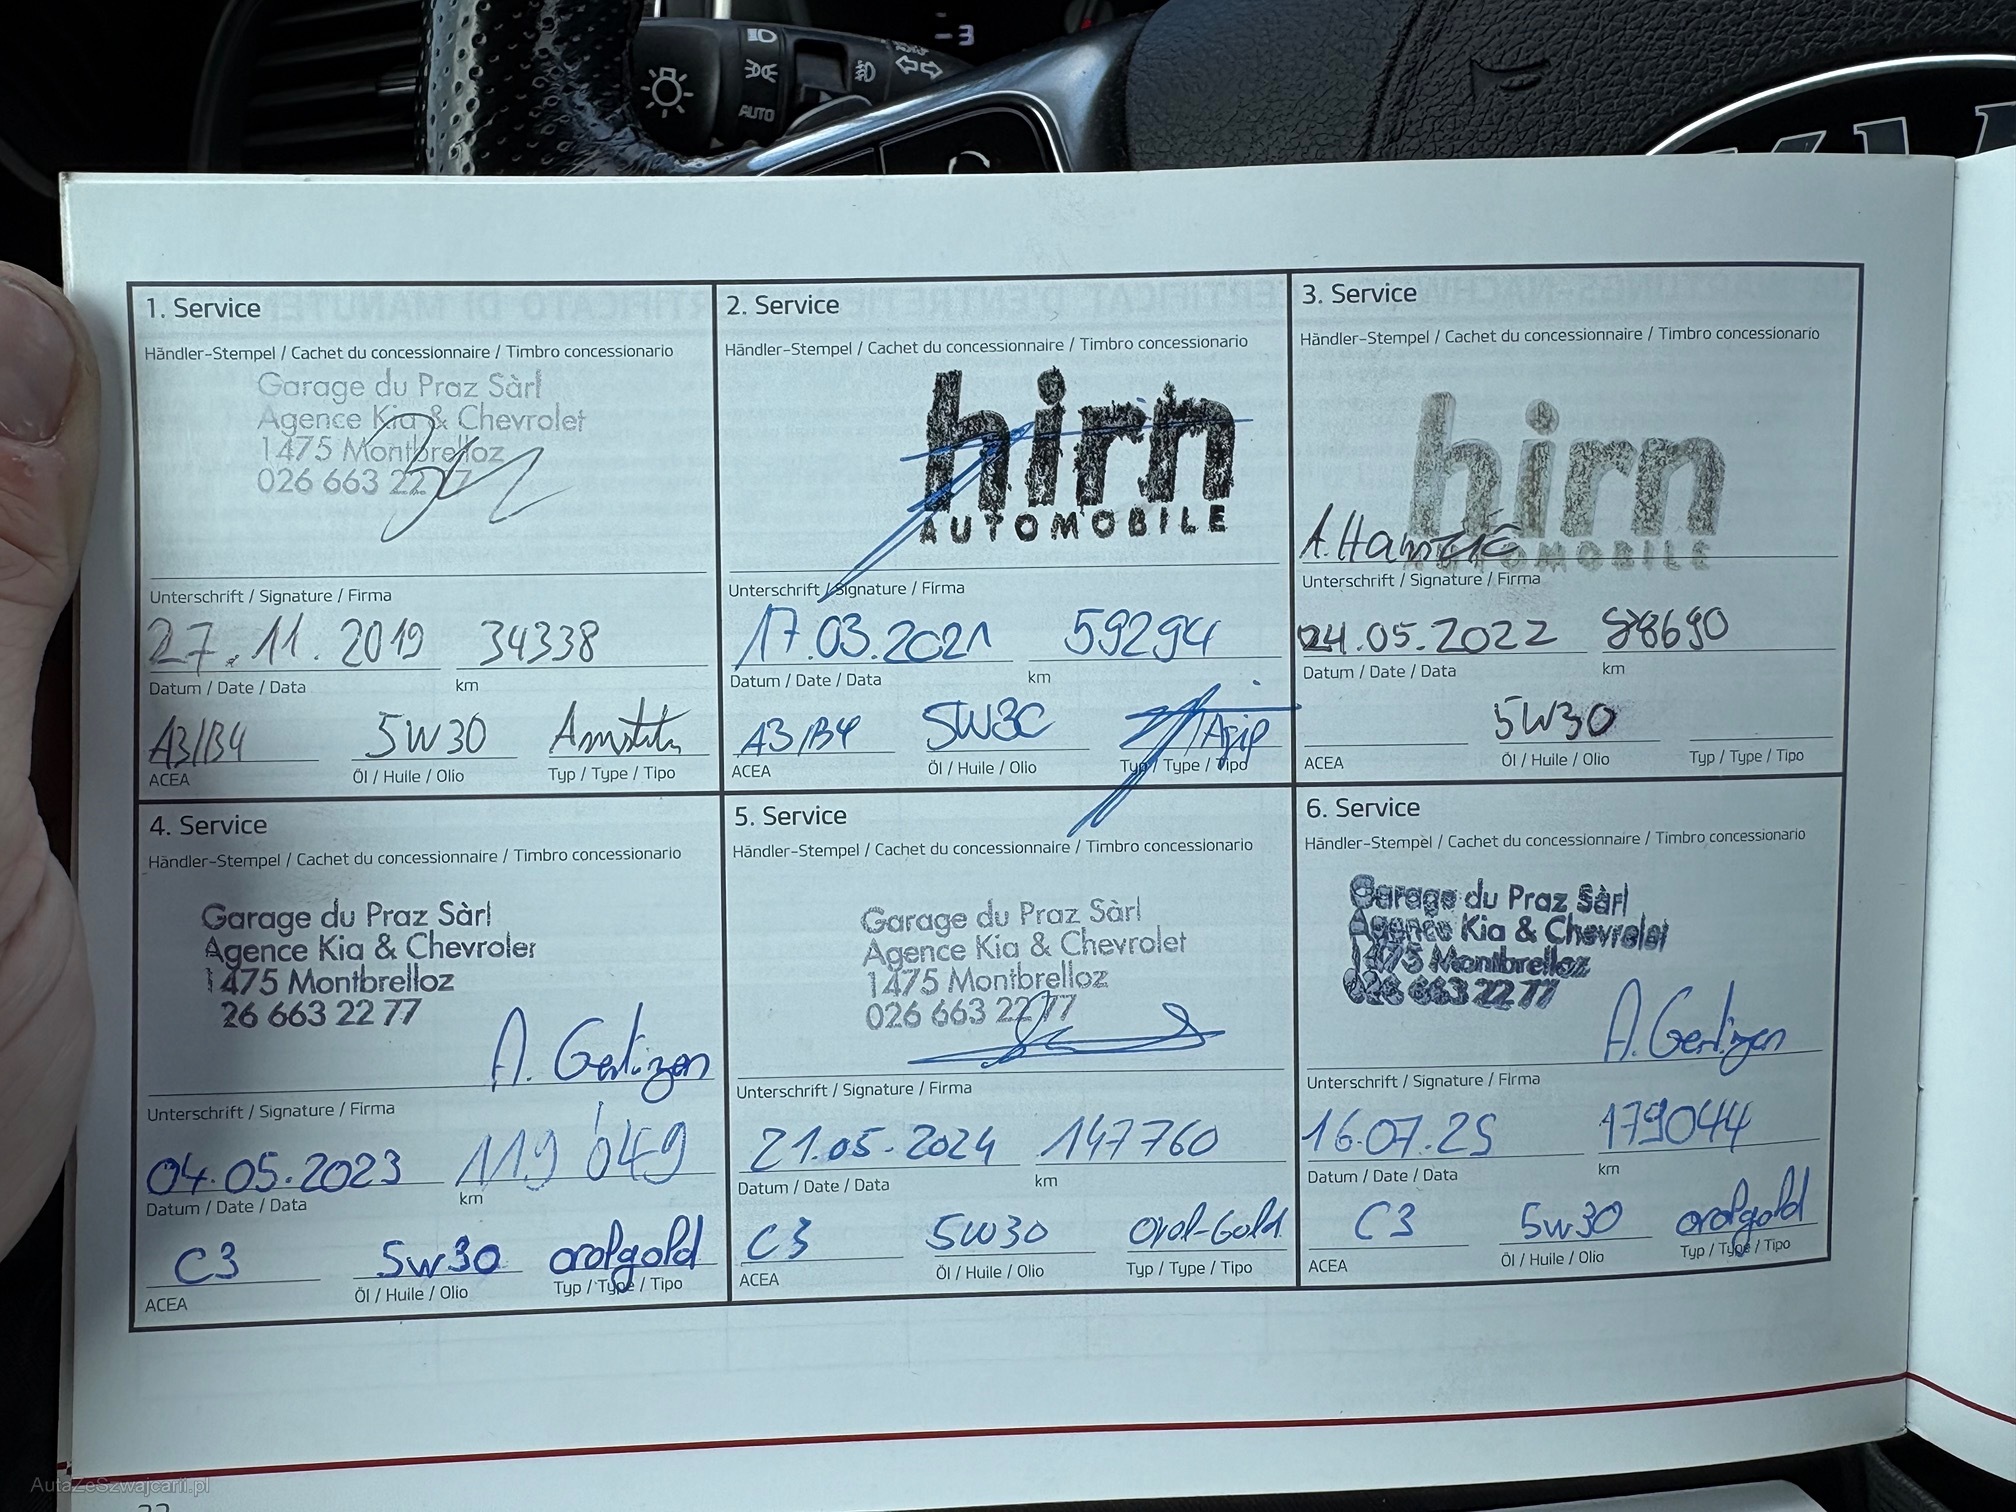 - 3
AUTO
KIA
1. Service
Händler-Stempel / Cachet du concessionnaire / Timbro concessionario
Garage du Praz Sàrl
Agence Kia & Chevrolet
1475 Montbrelloz
026 663 22 77
Unterschrift / Signature / Firma
27.11.2019 34338
Datum / Date / Data km
A3/B4 5W30
ACEA Öl / Huile / Olio Typ / Type / Tipo
2. Service
Händler-Stempel / Cachet du concessionnaire / Timbro concessionario
hirn
AUTOMOBILE
Unterschrift / Signature / Firma
17.03.2021 59294
Datum / Date / Data km
A3/B4 5W30 Agip
ACEA Öl / Huile / Olio Typ / Type / Tipo
3. Service
Händler-Stempel / Cachet du concessionnaire / Timbro concessionario
hirn
AUTOMOBILE
Unterschrift / Signature / Firma
24.05.2022 88690
Datum / Date / Data km
5W30
ACEA Öl / Huile / Olio Typ / Type / Tipo
4. Service
Händler-Stempel / Cachet du concessionnaire / Timbro concessionario
Garage du Praz Sàrl
Agence Kia & Chevrolet
1475 Montbrelloz
26 663 22 77
A. Gertizen
Unterschrift / Signature / Firma
04.05.2023 119'049
Datum / Date / Data km
C3 5w30 orolgold
ACEA Öl / Huile / Olio Typ / Type / Tipo
5. Service
Händler-Stempel / Cachet du concessionnaire / Timbro concessionario
Garage du Praz Sàrl
Agence Kia & Chevrolet
1475 Montbrelloz
026 663 22 77
Unterschrift / Signature / Firma
21.05.2024 147760
Datum / Date / Data km
C3 5W30 Orol-Gold
ACEA Öl / Huile / Olio Typ / Type / Tipo
6. Service
Händler-Stempel / Cachet du concessionnaire / Timbro concessionario
Garage du Praz Sàrl
Agence Kia & Chevrolet
1475 Montbrelloz
026 663 22 77
A. Gertizen
Unterschrift / Signature / Firma
16.07.25 179044
Datum / Date / Data km
C3 5w30 orolgold
ACEA Öl / Huile / Olio Typ / Type / Tipo
AutaZeSzwajcarii.pl